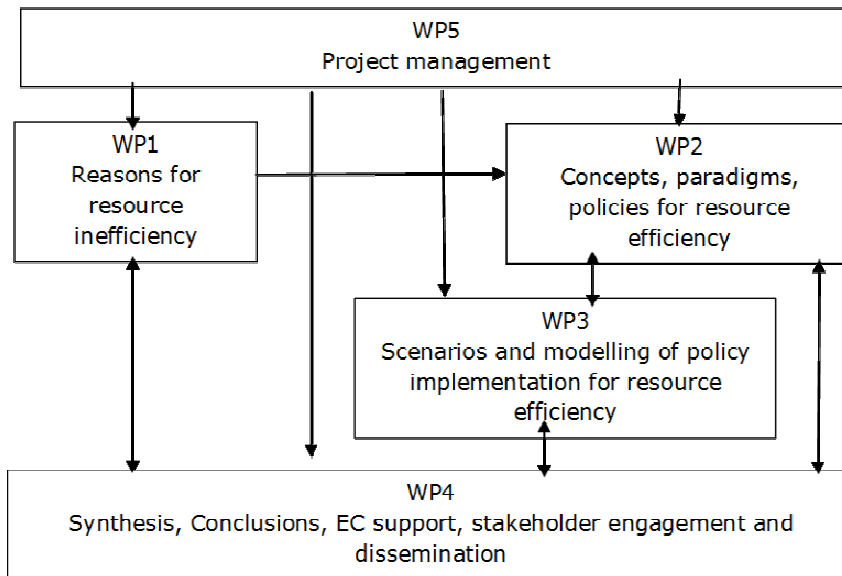 WP5
Project management
WP1
Reasons for
resource
inefficiency
WP2
Concepts, paradigms,
policies for resource
efficiency
WP3
Scenarios and modelling of policy
implementation for resource
efficiency
WP4
Synthesis, Conclusions, EC support, stakeholder engagement and
dissemination